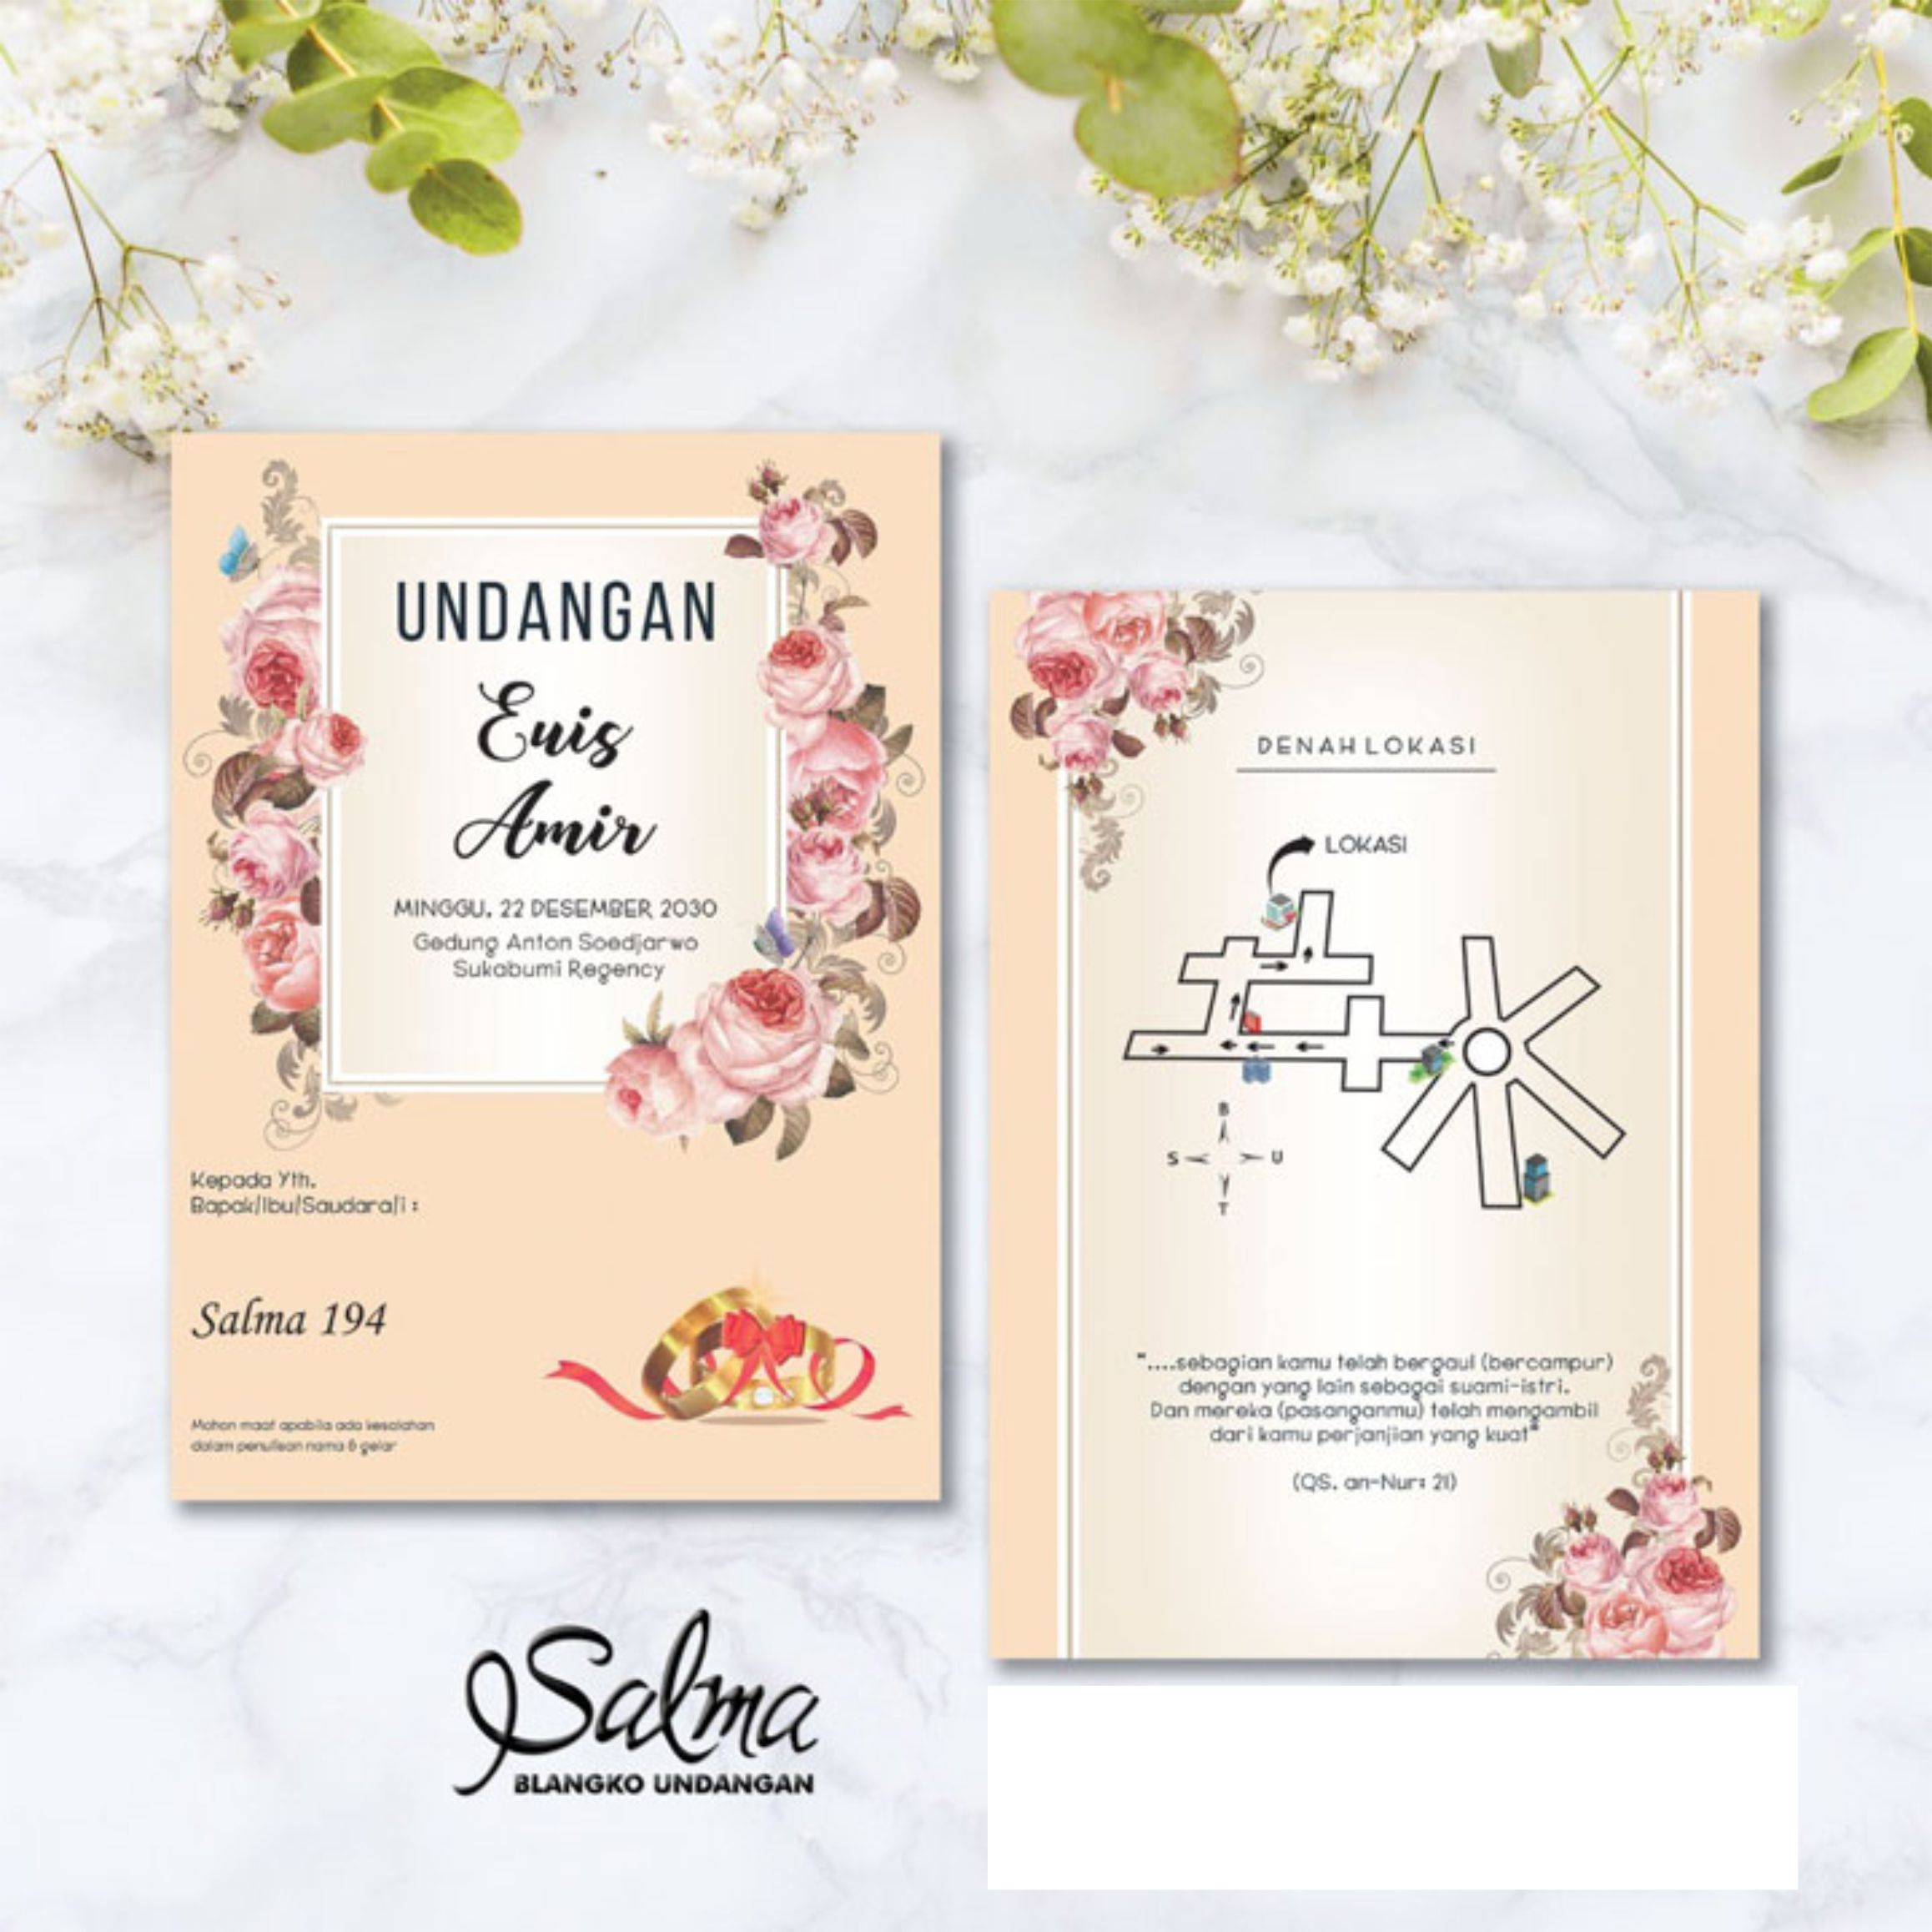 UNDANGAN
Euis
Amir
MINGGU, 22 DESEMBER 2030
Gedung Anton Soedjarwo
Sukabumi Regency
Kepada Yth.
Bapak/Ibu/Saudara/i :
Salma 194
Mohon maaf apabila ada kesalahan
dalam penulisan nama & gelar
DENAH LOKASI
LOKASI
B
S U
T
"....sebagian kamu telah bergaul (bercampur)
dengan yang lain sebagai suami-istri.
Dan mereka (pasanganmu) telah mengambil
dari kamu perjanjian yang kuat"
(QS. an-Nur: 21)
Salma
BLANGKO UNDANGAN